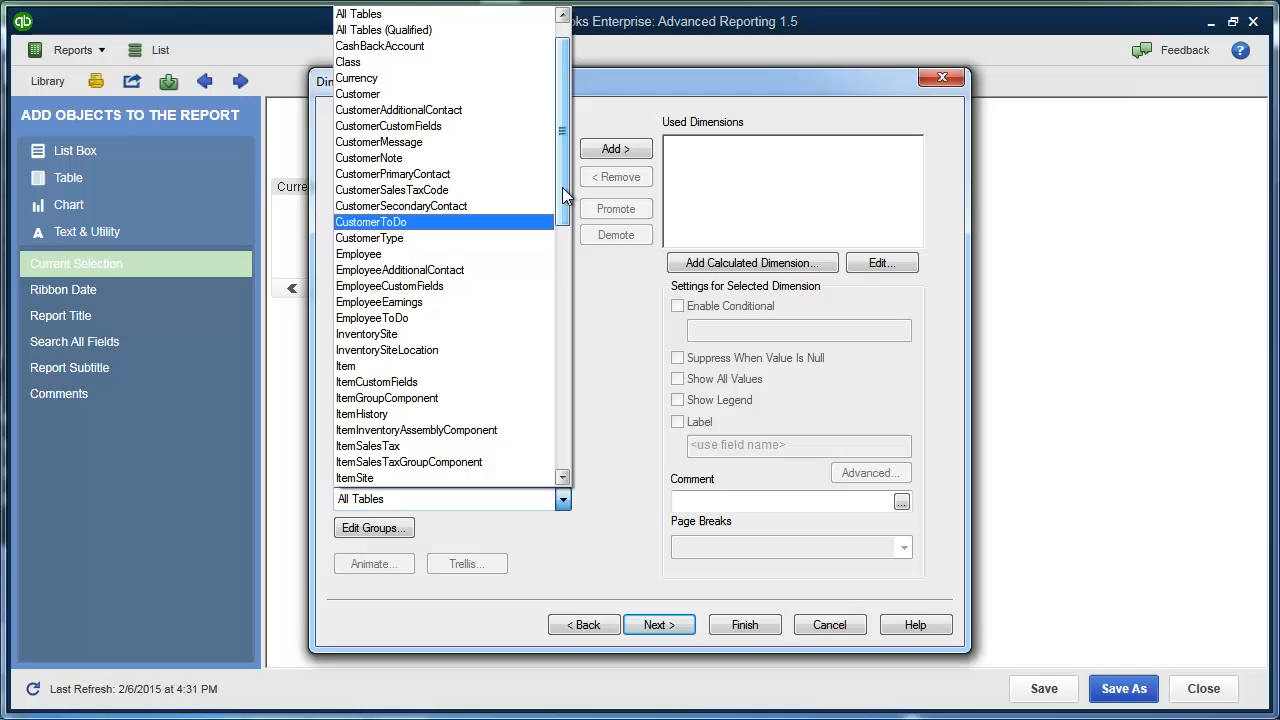 qb
oks Enterprise: Advanced Reporting 1.5
Reports
List
Feedback
?
Library
ADD OBJECTS TO THE REPORT
List Box
Table
Chart
A Text & Utility
Current Selection
Ribbon Date
Report Title
Search All Fields
Report Subtitle
Comments
Curre
Di
All Tables
All Tables (Qualified)
CashBackAccount
Class
Currency
Customer
CustomerAdditionalContact
CustomerCustomFields
CustomerMessage
CustomerNote
CustomerPrimaryContact
CustomerSalesTaxCode
CustomerSecondaryContact
CustomerToDo
CustomerType
Employee
EmployeeAdditionalContact
EmployeeCustomFields
EmployeeEarnings
EmployeeToDo
InventorySite
InventorySiteLocation
Item
ItemCustomFields
ItemGroupComponent
ItemHistory
ItemInventoryAssemblyComponent
ItemSalesTax
ItemSalesTaxGroupComponent
ItemSite
All Tables
Edit Groups...
Animate...
Trellis...
Add >
< Remove
Promote
Demote
Used Dimensions
Add Calculated Dimension...
Edit...
Settings for Selected Dimension
Enable Conditional
Suppress When Value Is Null
Show All Values
Show Legend
Label
<use field name>
Advanced...
Comment
...
Page Breaks
< Back
Next >
Finish
Cancel
Help
Last Refresh: 2/6/2015 at 4:31 PM
Save
Save As
Close